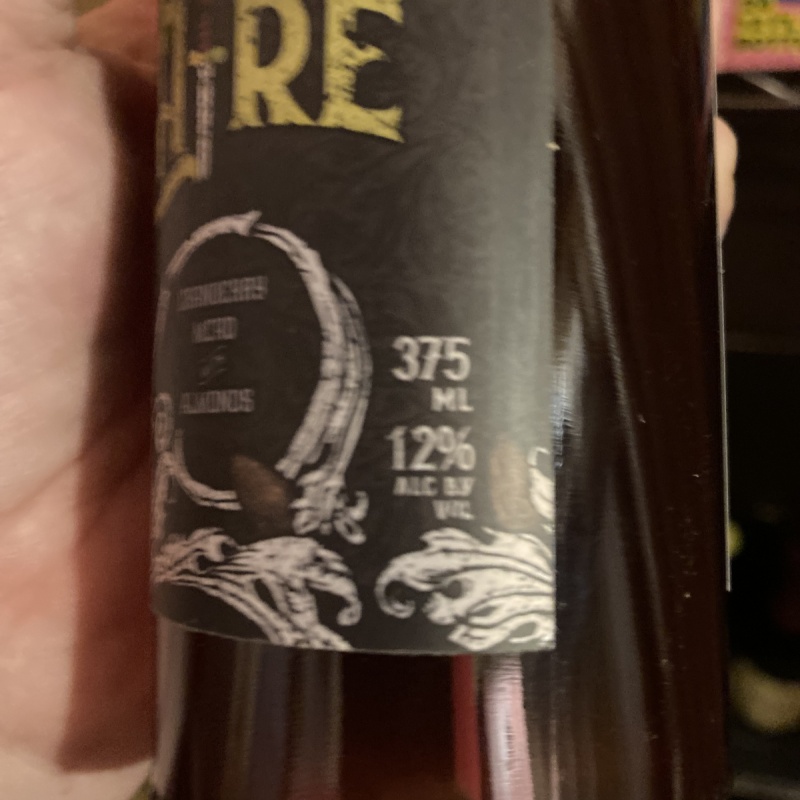 RE
CRANBERRY
MEAD
ALMONDS
375
ML
12%
ALC BY
VOL